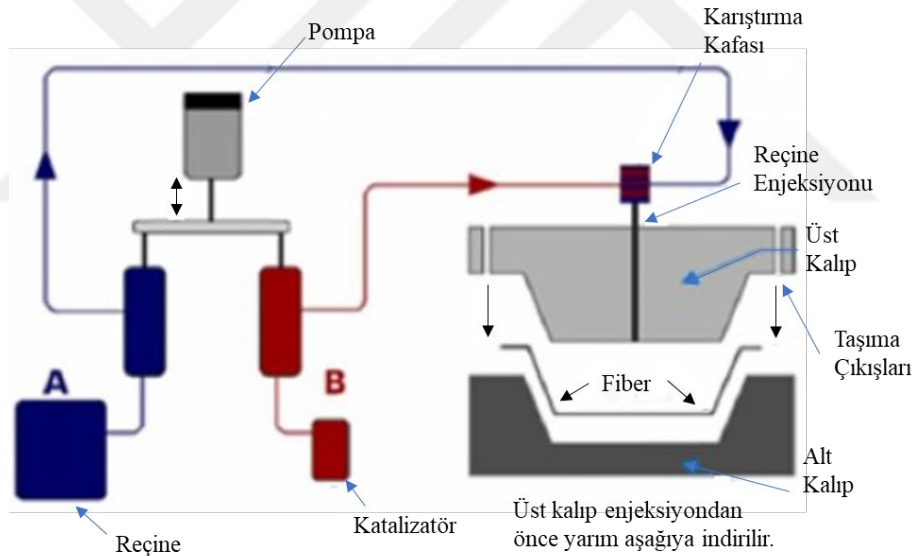 Pompa
Karıştırma
Kafası
Reçine
Enjeksiyonu
Üst
Kalıp
Taşıma
Çıkışları
A
B
Fiber
Alt
Kalıp
Katalizatör
Reçine
Üst kalıp enjeksiyondan
önce yarım aşağıya indirilir.